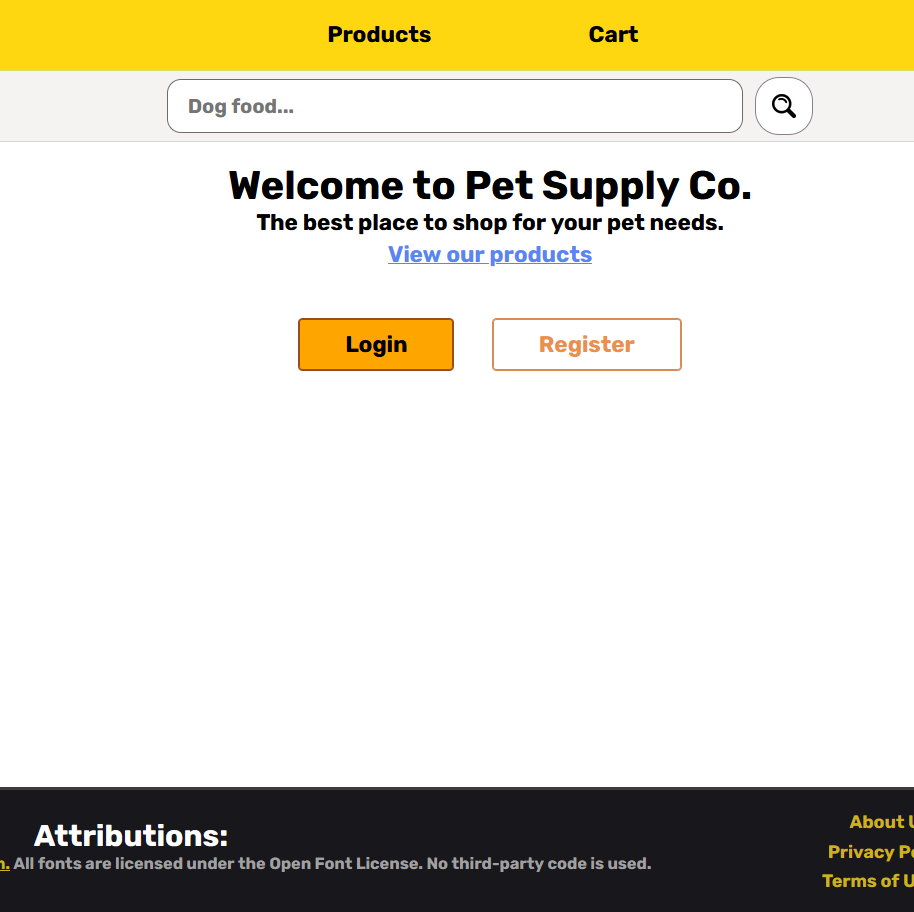 Products Cart
Dog food...
Welcome to Pet Supply Co.
The best place to shop for your pet needs.
View our products
Login Register
Attributions:
All fonts are licensed under the Open Font License. No third-party code is used.
About
Privacy
Terms of